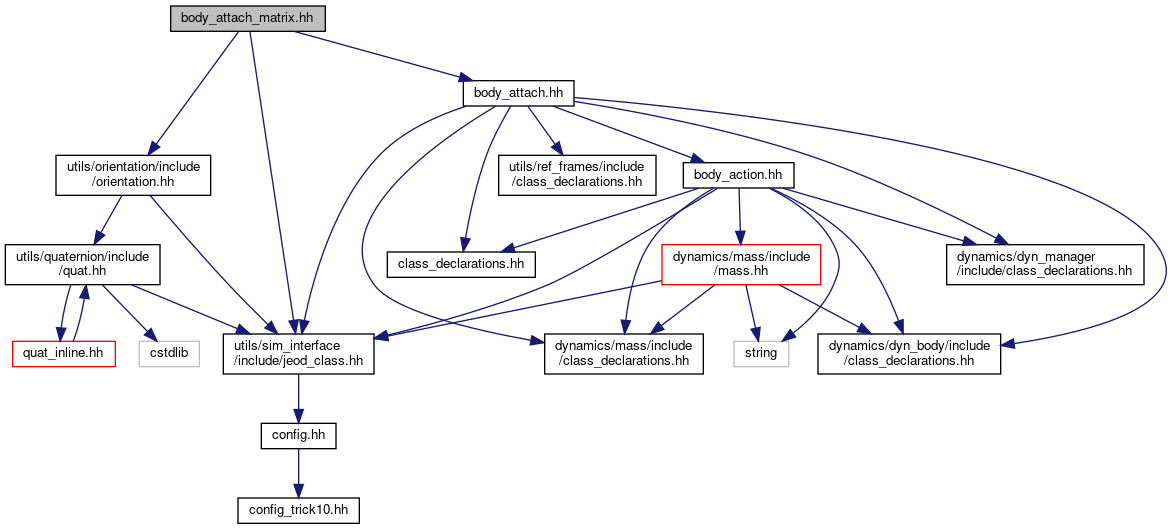 body_attach_matrix.hh
body_attach.hh
utils/orientation/include
/orientation.hh
utils/ref_frames/include
/class_declarations.hh
body_action.hh
utils/quaternion/include
/quat.hh
class_declarations.hh
dynamics/mass/include
/mass.hh
dynamics/dyn_manager
/include/class_declarations.hh
quat_inline.hh
cstdlib
utils/sim_interface
/include/jeod_class.hh
dynamics/mass/include
/class_declarations.hh
string
dynamics/dyn_body/include
/class_declarations.hh
config.hh
config_trick10.hh